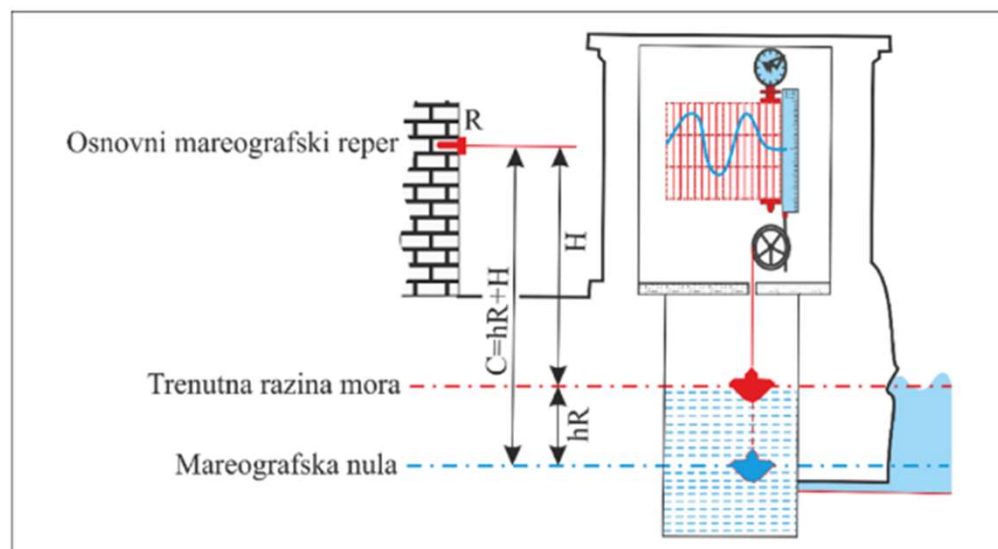 R
Osnovni mareografski reper
H
C=hR+H
Trenutna razina mora
hR
Mareografska nula